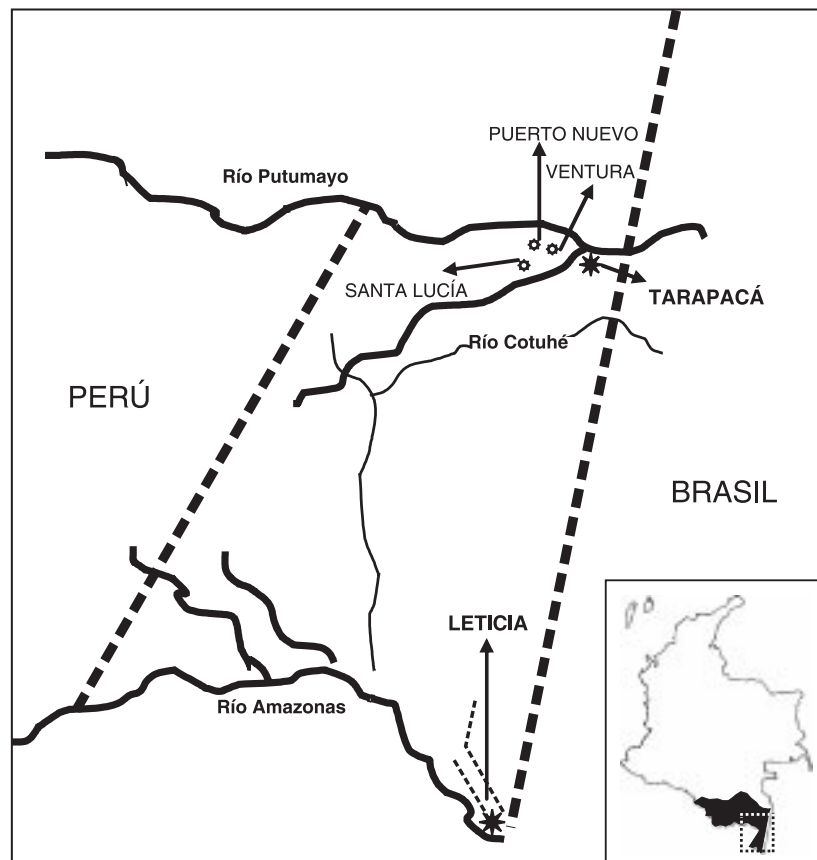 PUERTO NUEVO
VENTURA
Río Putumayo
SANTA LUCÍA
TARAPACÁ
Río Cotuhé
PERÚ
BRASIL
LETICIA
Río Amazonas